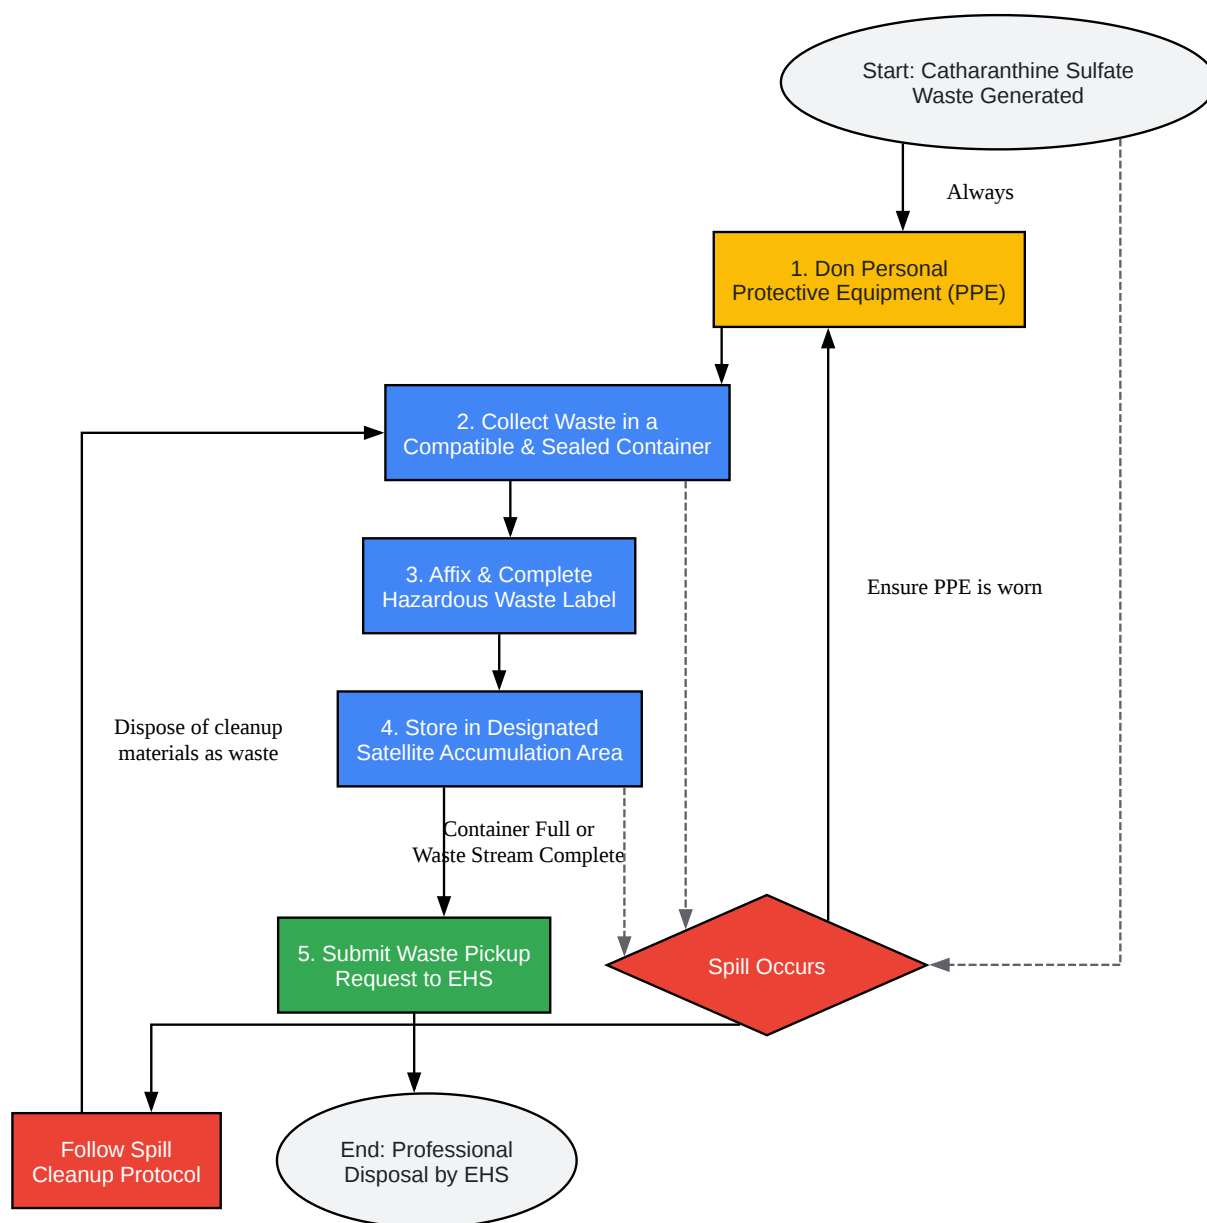 Start: Catharanthine Sulfate
Waste Generated
Always
1. Don Personal
Protective Equipment (PPE)
2. Collect Waste in a
Compatible & Sealed Container
3. Affix & Complete
Hazardous Waste Label
Ensure PPE is worn
4. Store in Designated
Satellite Accumulation Area
Dispose of cleanup
materials as waste
Container Full or
Waste Stream Complete
5. Submit Waste Pickup
Request to EHS
Spill Occurs
Follow Spill
Cleanup Protocol
End: Professional
Disposal by EHS